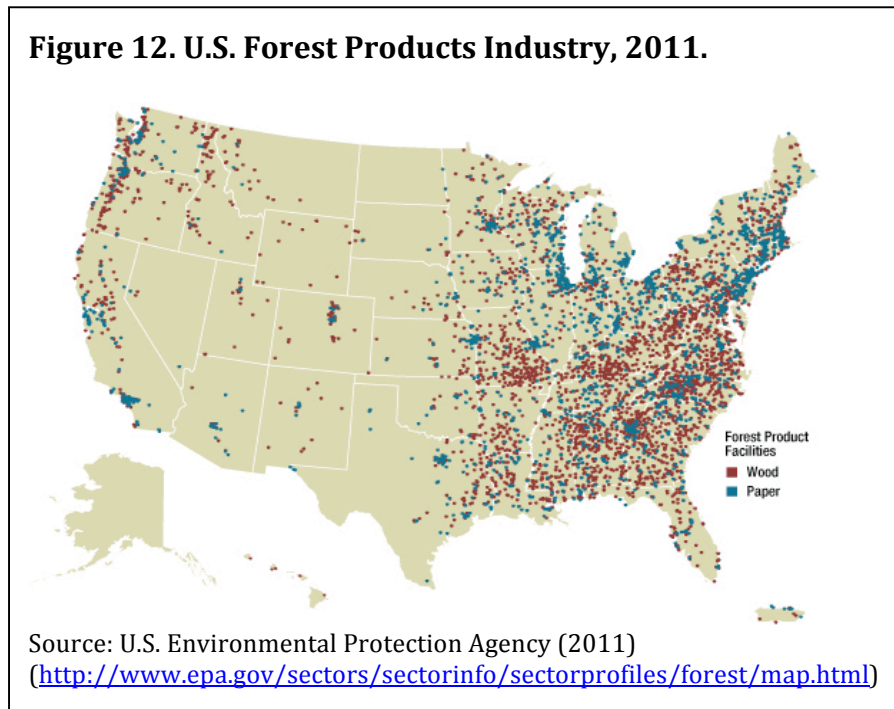 Figure 12. U.S. Forest Products Industry, 2011.
Forest Product
Facilities
Wood
Paper
Source: U.S. Environmental Protection Agency (2011)
(http://www.epa.gov/sectors/sectorinfo/sectorprofiles/forest/map.html)